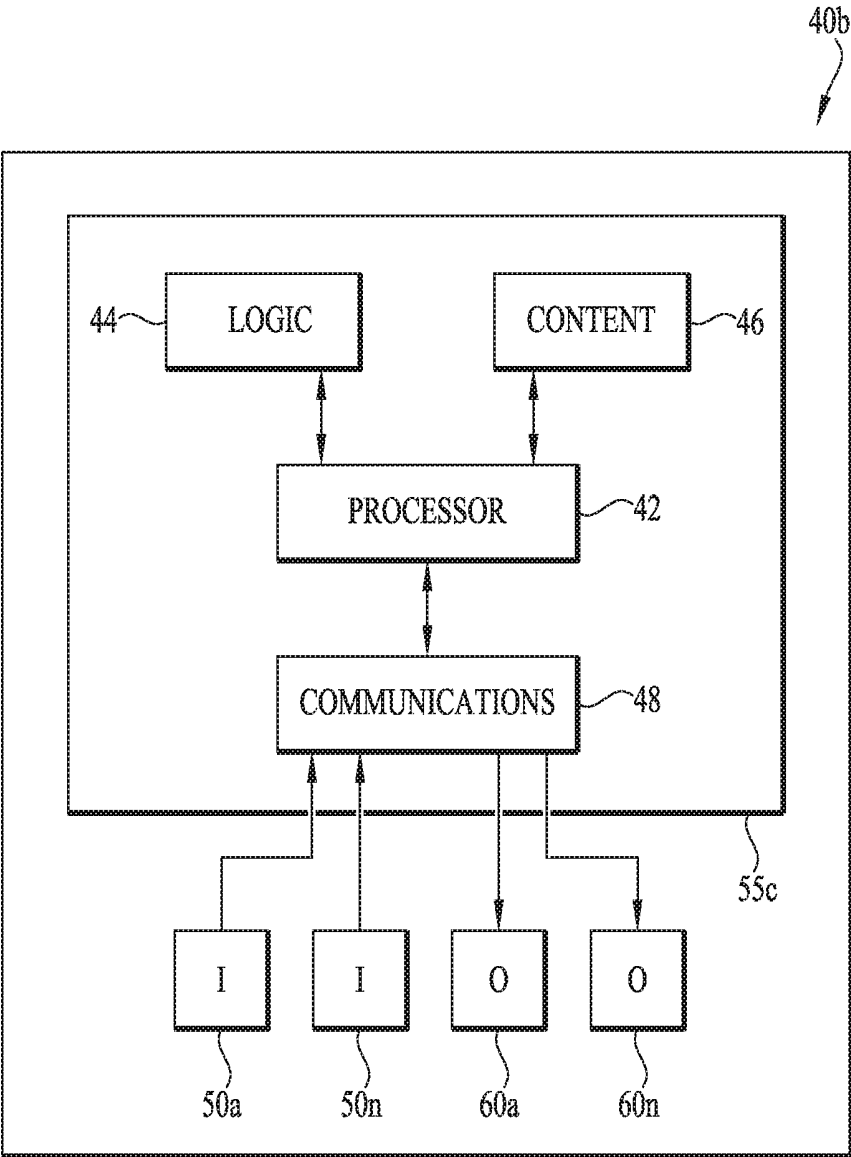 40b
44
LOGIC
CONTENT
46
PROCESSOR
42
COMMUNICATIONS
48
55c
I
I
O
O
50a
50n
60a
60n